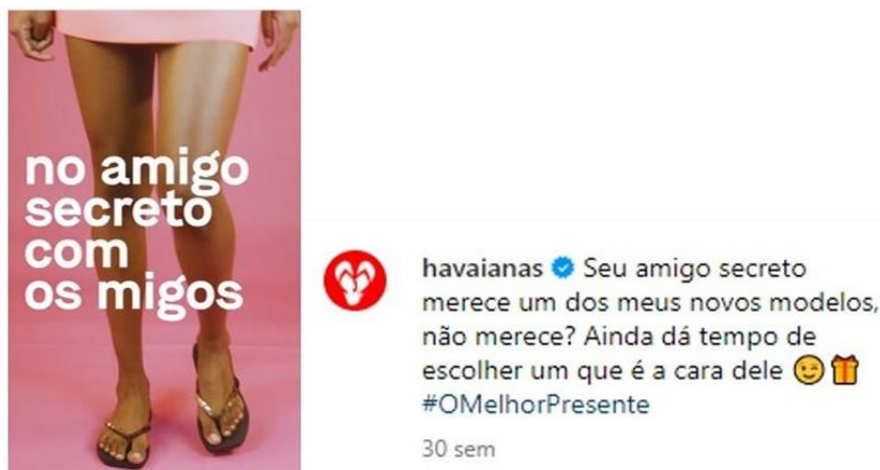 no amigo
secreto
com
os migos
havaianas Seu amigo secreto
merece um dos meus novos modelos,
não merece? Ainda dá tempo de
escolher um que é a cara dele 😉🎁
#OMelhorPresente
30 sem